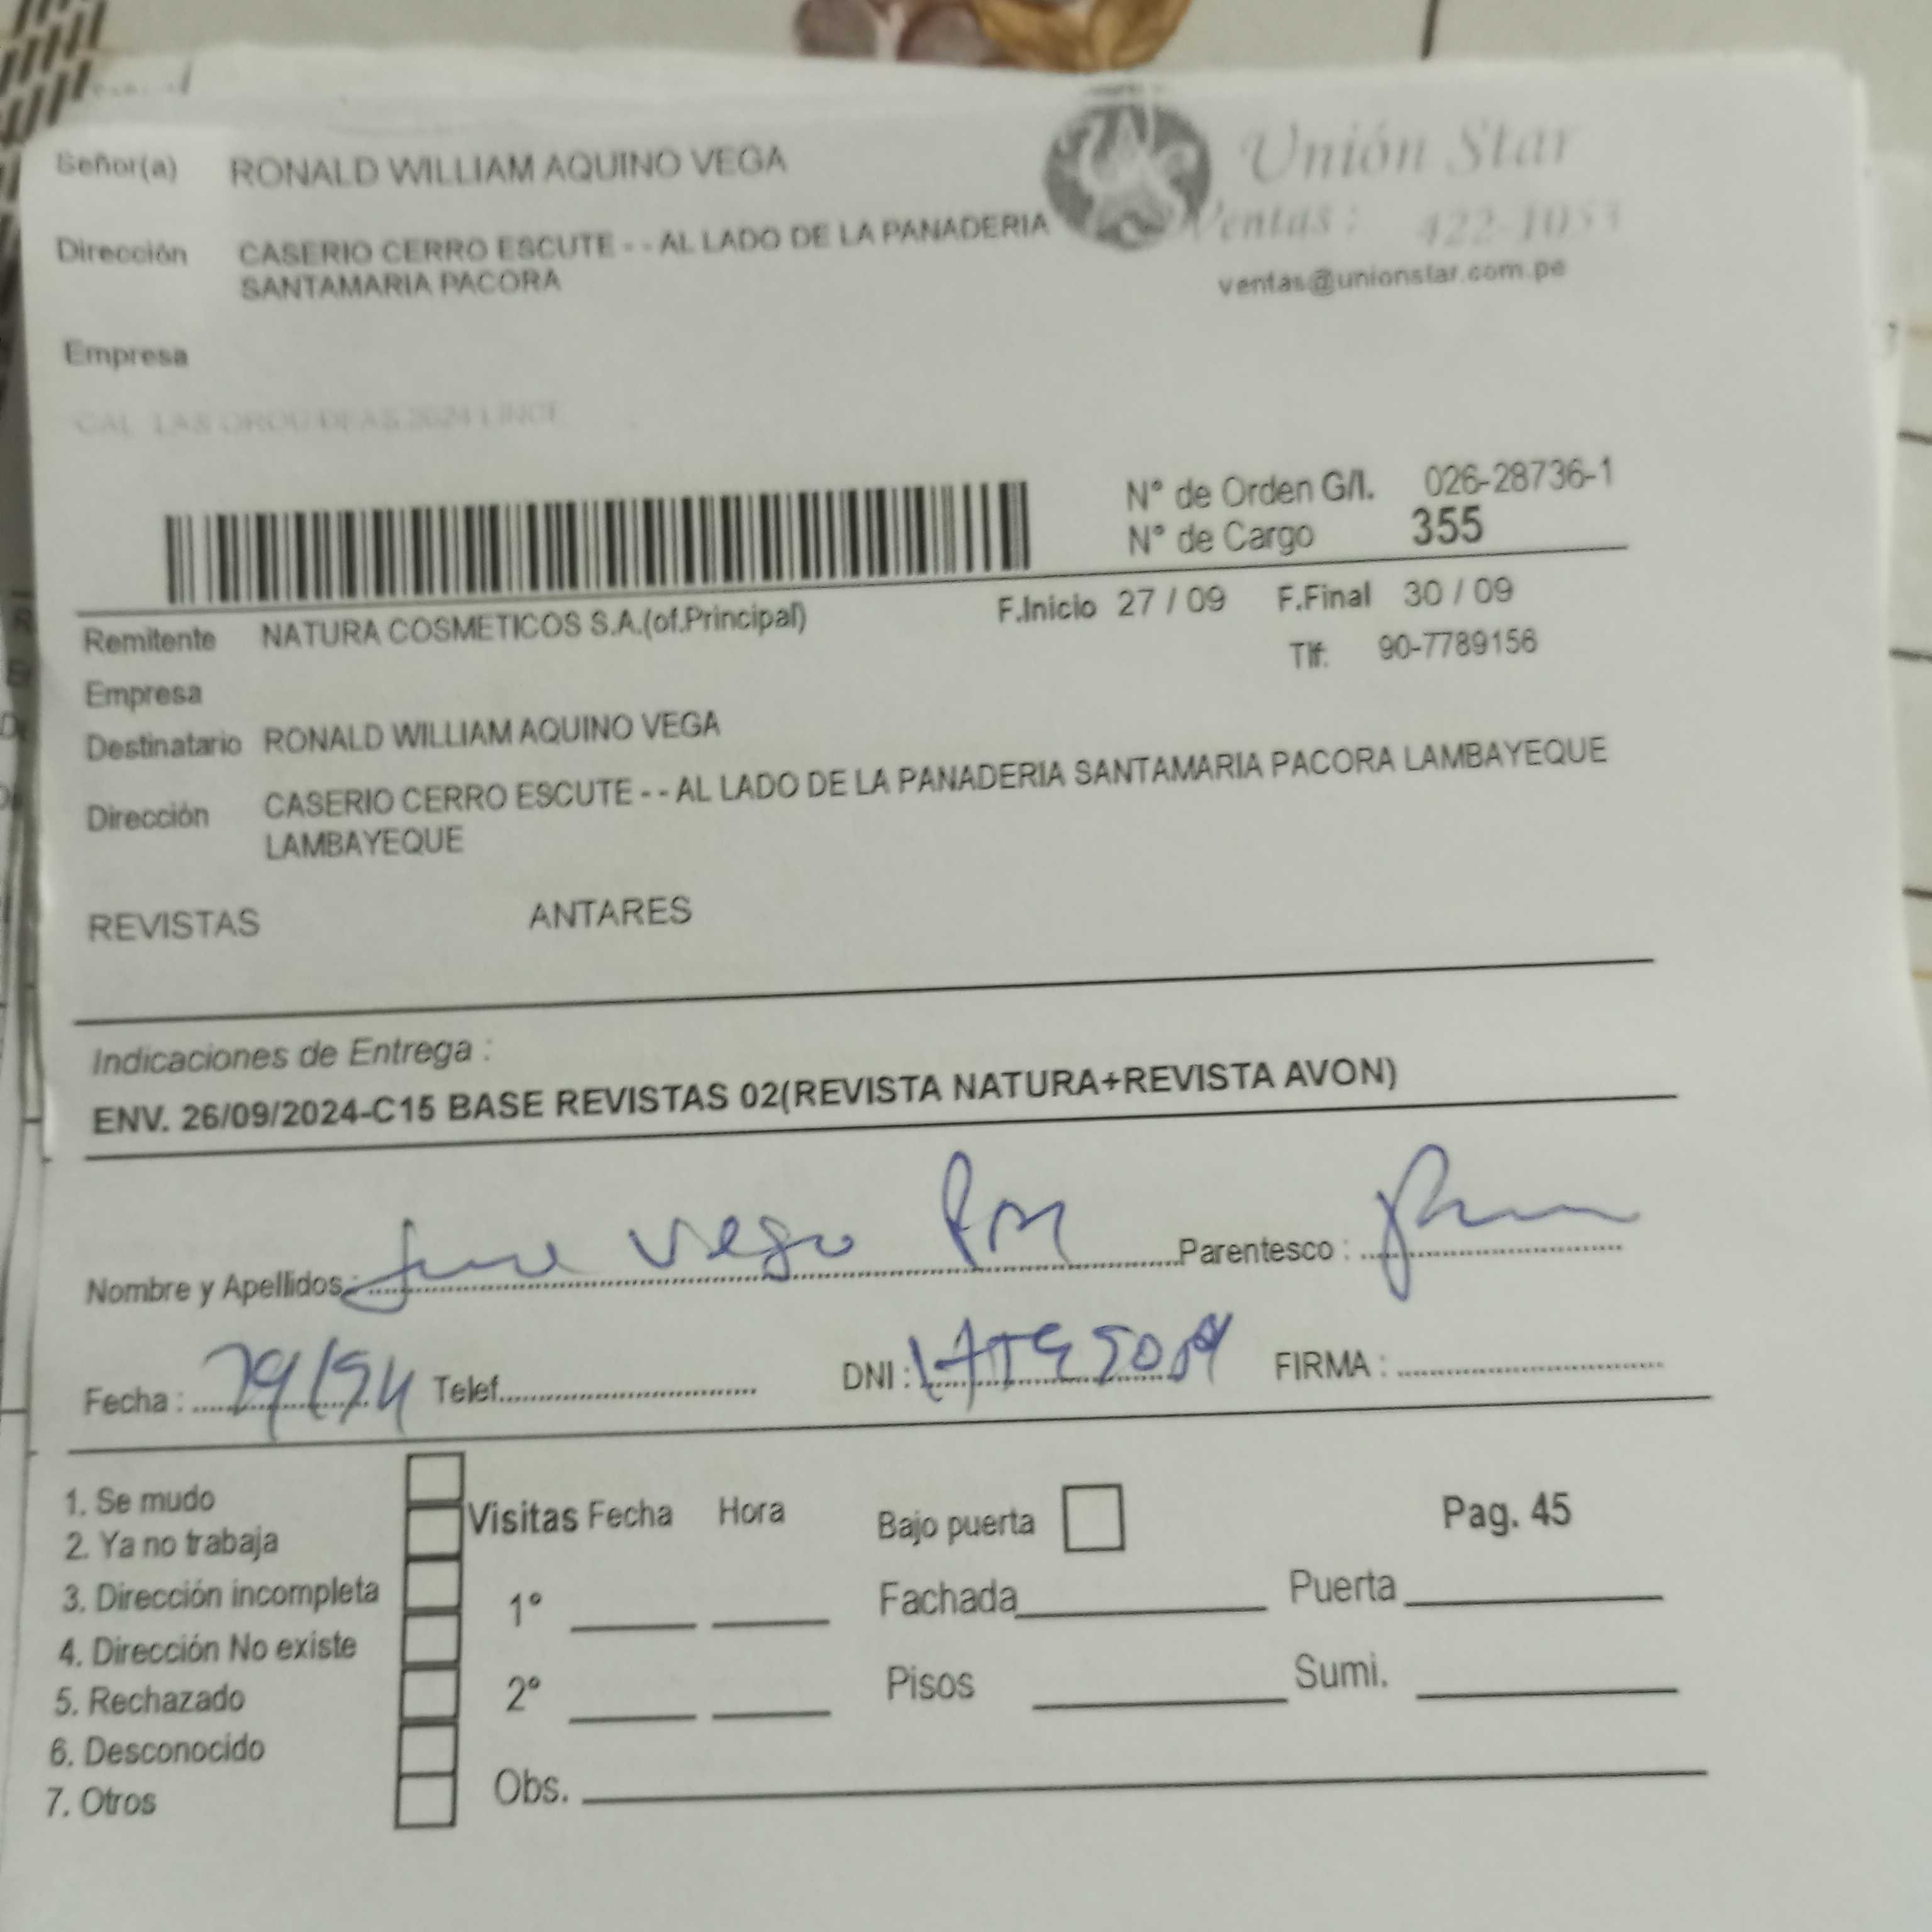 Señor(a) RONALD WILLIAM AQUINO VEGA
Unión Star
Ventas: 422-1053
ventas@unionstar.com.pe
Dirección CASERIO CERRO ESCUTE - - AL LADO DE LA PANADERIA
SANTAMARIA PACORA
Empresa
N° de Orden G/I. 026-28736-1
N° de Cargo 355
Remitente NATURA COSMETICOS S.A.(of.Principal) F.Inicio 27 / 09 F.Final 30 / 09
Tlf. 90-7789156
Empresa
Destinatario RONALD WILLIAM AQUINO VEGA
Dirección CASERIO CERRO ESCUTE - - AL LADO DE LA PANADERIA SANTAMARIA PACORA LAMBAYEQUE
LAMBAYEQUE
REVISTAS ANTARES
Indicaciones de Entrega :
ENV. 26/09/2024-C15 BASE REVISTAS 02(REVISTA NATURA+REVISTA AVON)
Nombre y Apellidos: Vega Parentesco :
Fecha : Telef. DNI : FIRMA :
1. Se mudo
2. Ya no trabaja
3. Dirección incompleta
4. Dirección No existe
5. Rechazado
6. Desconocido
7. Otros
Visitas Fecha Hora
1°
2°
Obs.
Bajo puerta
Pag. 45
Fachada Puerta
Pisos Sumi.